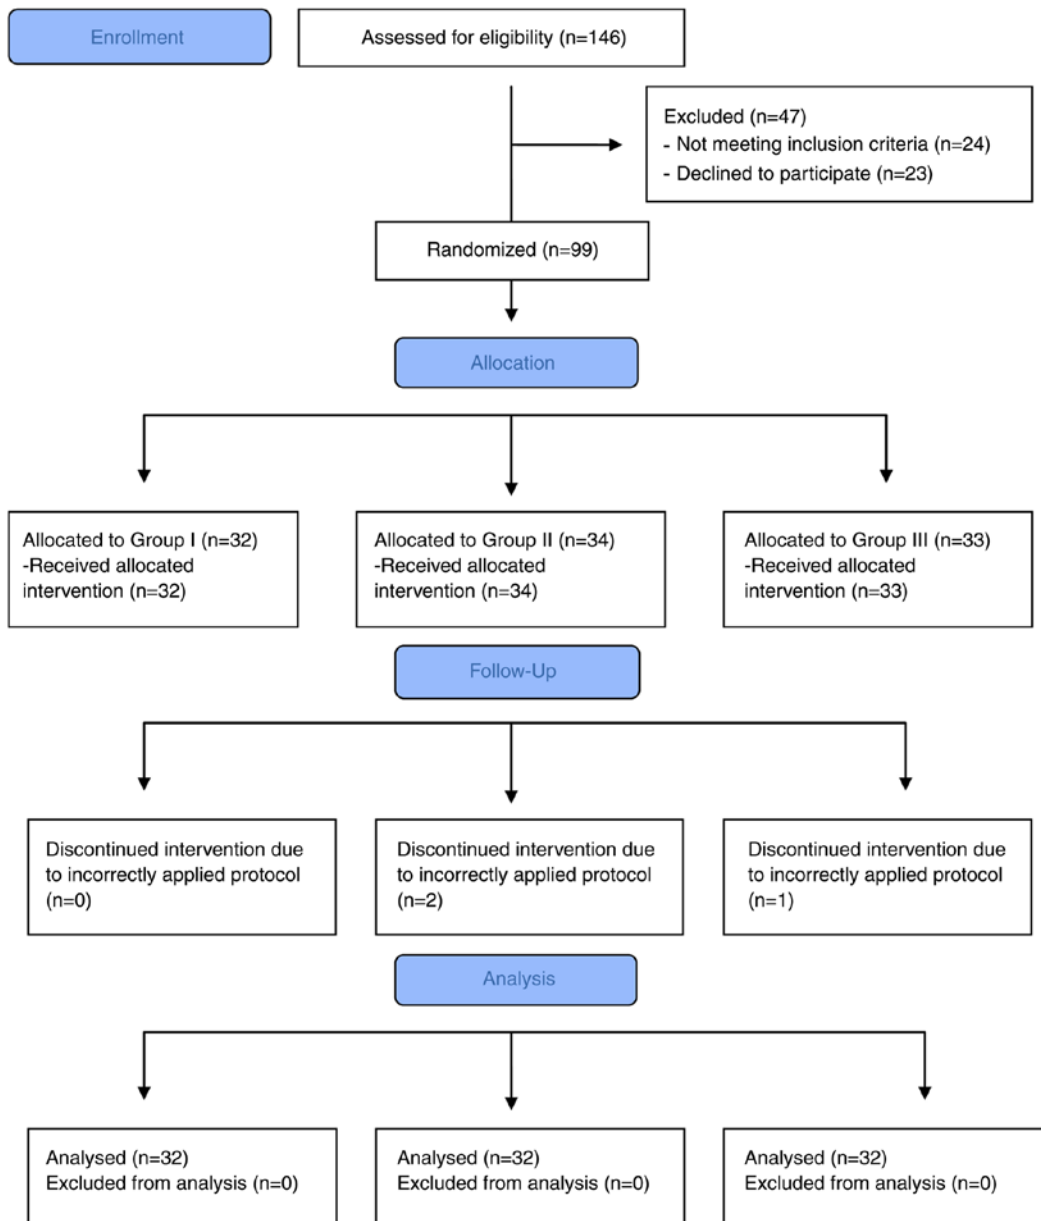 Enrollment
Assessed for eligibility (n=146)
Excluded (n=47)
- Not meeting inclusion criteria (n=24)
- Declined to participate (n=23)
Randomized (n=99)
Allocation
Allocated to Group I (n=32)
-Received allocated
intervention (n=32)
Allocated to Group II (n=34)
-Received allocated
intervention (n=34)
Allocated to Group III (n=33)
-Received allocated
intervention (n=33)
Follow-Up
Discontinued intervention due
to incorrectly applied protocol
(n=0)
Discontinued intervention due
to incorrectly applied protocol
(n=2)
Discontinued intervention due
to incorrectly applied protocol
(n=1)
Analysis
Analysed (n=32)
Excluded from analysis (n=0)
Analysed (n=32)
Excluded from analysis (n=0)
Analysed (n=32)
Excluded from analysis (n=0)